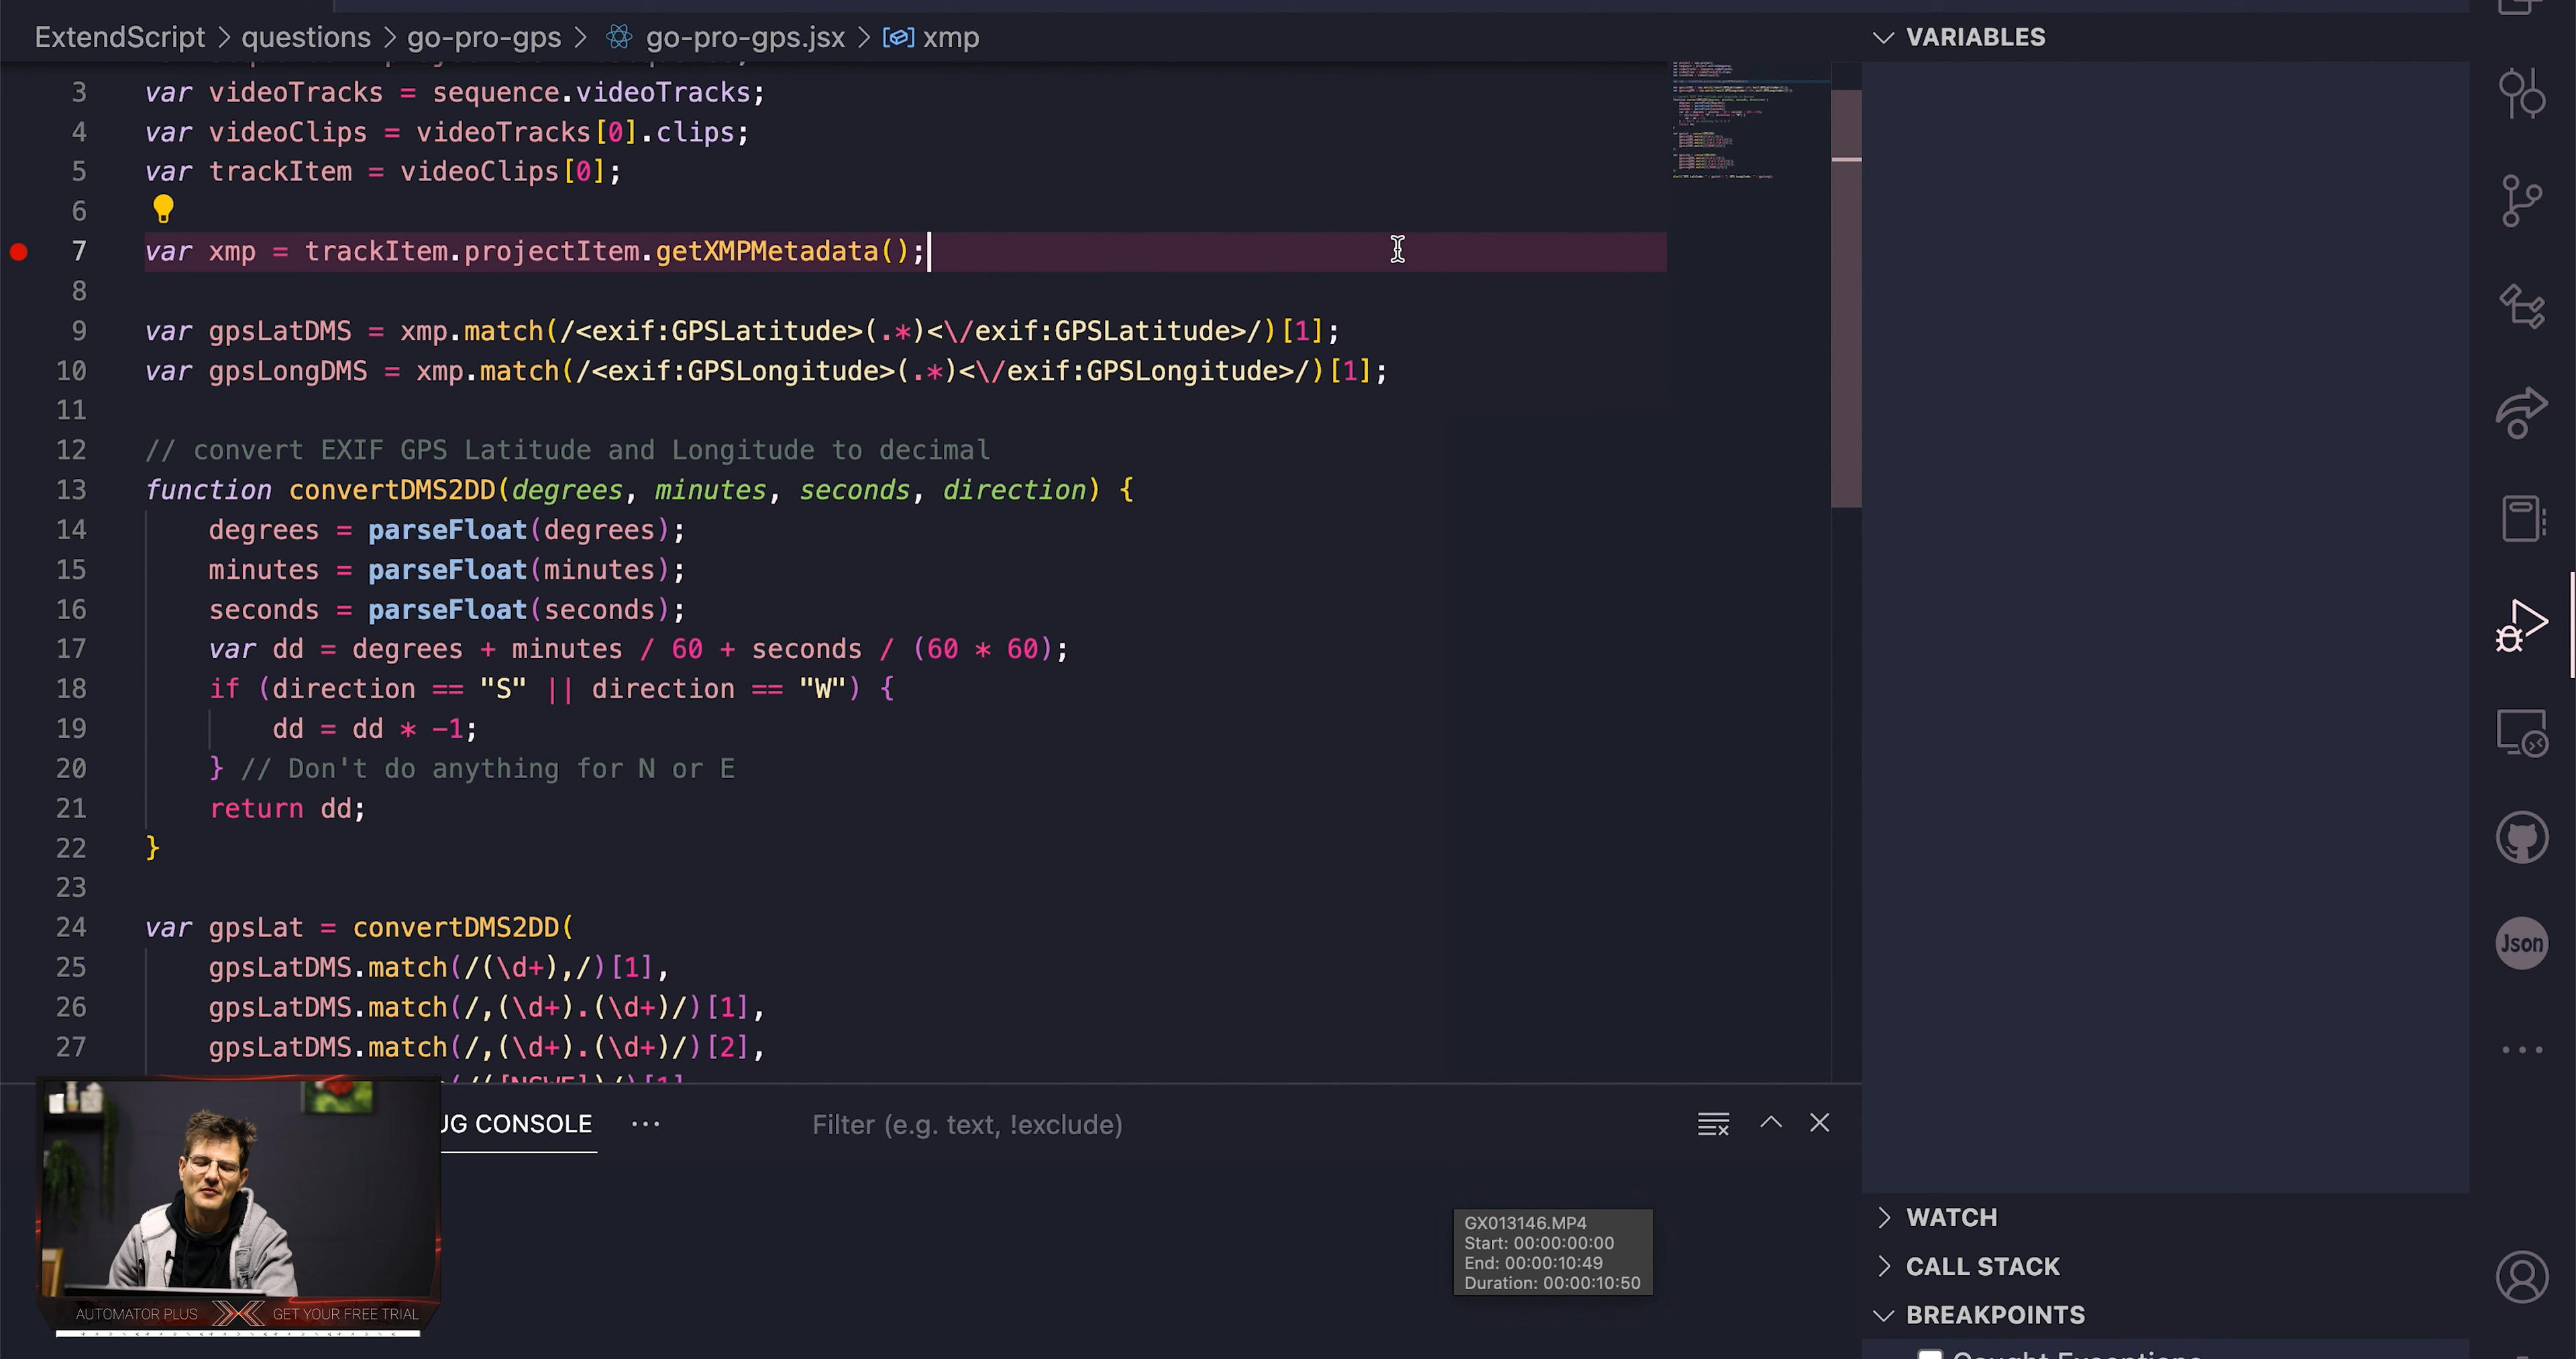 ExtendScript > questions > go-pro-gps > go-pro-gps.jsx > xmp
3 var videoTracks = sequence.videoTracks;
4 var videoClips = videoTracks[0].clips;
5 var trackItem = videoClips[0];
6
7 var xmp = trackItem.projectItem.getXMPMetadata();
8
9 var gpsLatDMS = xmp.match(/<exif:GPSLatitude>(.*)<\/exif:GPSLatitude>/)[1];
10 var gpsLongDMS = xmp.match(/<exif:GPSLongitude>(.*)<\/exif:GPSLongitude>/)[1];
11
12 // convert EXIF GPS Latitude and Longitude to decimal
13 function convertDMS2DD(degrees, minutes, seconds, direction) {
14 degrees = parseFloat(degrees);
15 minutes = parseFloat(minutes);
16 seconds = parseFloat(seconds);
17 var dd = degrees + minutes / 60 + seconds / (60 * 60);
18 if (direction == "S" || direction == "W") {
19 dd = dd * -1;
20 } // Don't do anything for N or E
21 return dd;
22 }
23
24 var gpsLat = convertDMS2DD(
25 gpsLatDMS.match(/(\d+),/)[1],
26 gpsLatDMS.match(/,(\d+).(\d+)/)[1],
27 gpsLatDMS.match(/,(\d+).(\d+)/)[2],
UG CONSOLE
Filter (e.g. text, !exclude)
GX013146.MP4
Start: 00:00:00:00
End: 00:00:10:49
Duration: 00:00:10:50
AUTOMATOR PLUS GET YOUR FREE TRIAL
VARIABLES
WATCH
CALL STACK
BREAKPOINTS
Caught Exceptions
Json